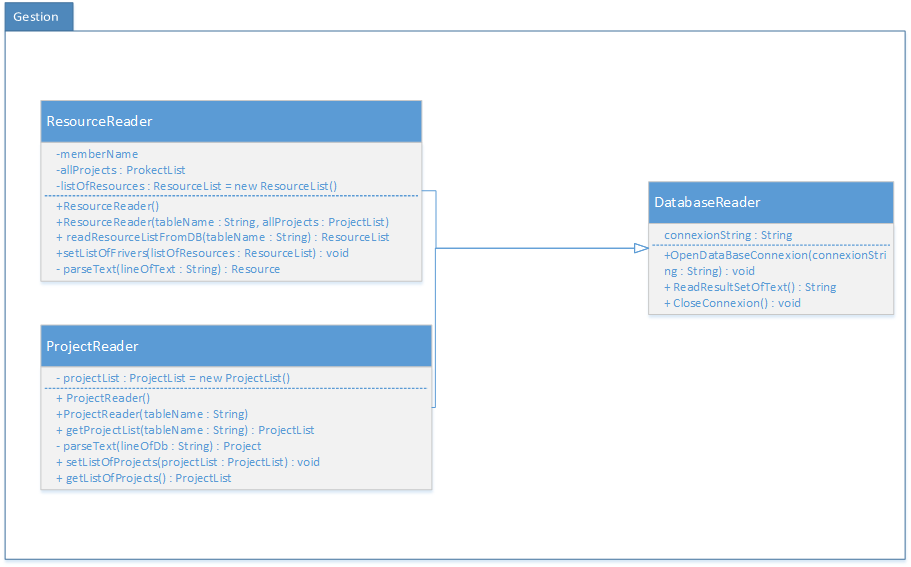 Gestion
ResourceReader
-memberName
-allProjects : ProkectList
-listOfResources : ResourceList = new ResourceList()
+ResourceReader()
+ResourceReader(tableName : String, allProjects : ProjectList)
+ readResourceListFromDB(tableName : String) : ResourceList
+setListOfFrivers(listOfResources : ResourceList) : void
- parseText(lineOfText : String) : Resource
DatabaseReader
connexionString : String
+OpenDataBaseConnexion(connexionStri
ng : String) : void
+ ReadResultSetOfText() : String
+ CloseConnexion() : void
ProjectReader
- projectList : ProjectList = new ProjectList()
+ ProjectReader()
+ProjectReader(tableName : String)
+ getProjectList(tableName : String) : ProjectList
- parseText(lineOfDb : String) : Project
+ setListOfProjects(projectList : ProjectList) : void
+ getListOfProjects() : ProjectList